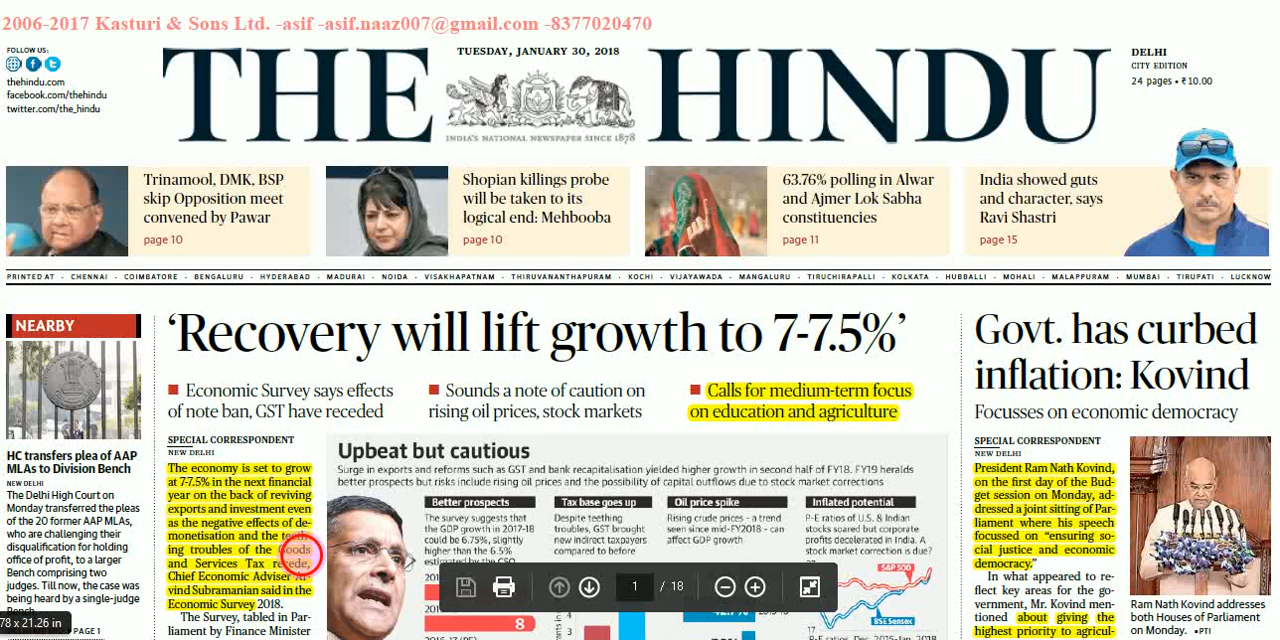 2006-2017 Kasturi & Sons Ltd. -asif -asif.naaz007@gmail.com -8377020470
FOLLOW US:
thehindu.com
facebook.com/thehindu
twitter.com/the_hindu
TUESDAY, JANUARY 30, 2018
THE HINDU
INDIA'S NATIONAL NEWSPAPER SINCE 1878
DELHI
CITY EDITION
24 pages • ₹10.00
Trinamool, DMK, BSP
skip Opposition meet
convened by Pawar
page 10
Shopian killings probe
will be taken to its
logical end: Mehbooba
page 10
63.76% polling in Alwar
and Ajmer Lok Sabha
constituencies
page 11
India showed guts
and character, says
Ravi Shastri
page 15
PRINTED AT · CHENNAI · COIMBATORE · BENGALURU · HYDERABAD · MADURAI · NOIDA · VISAKHAPATNAM · THIRUVANANTHAPURAM · KOCHI · VIJAYAWADA · MANGALURU · TIRUCHIRAPALLI · KOLKATA · HUBBALLI · MOHALI · MALAPPURAM · MUMBAI · TIRUPATI · LUCKNOW
NEARBY
HC transfers plea of AAP
MLAs to Division Bench
NEW DELHI
The Delhi High Court on
Monday transferred the pleas
of the 20 former AAP MLAs,
who are challenging their
disqualification for holding
office of profit, to a larger
Bench comprising two
judges. Till now, the case was
being heard by a single-judge
Bench.
PAGE 1
78 x 21.26 in
‘Recovery will lift growth to 7-7.5%’
Economic Survey says effects
of note ban, GST have receded
Sounds a note of caution on
rising oil prices, stock markets
Calls for medium-term focus
on education and agriculture
SPECIAL CORRESPONDENT
NEW DELHI
The economy is set to grow
at 7-7.5% in the next financial
year on the back of reviving
exports and investment even
as the negative effects of de-
monetisation and the teeth-
ing troubles of the Goods
and Services Tax recede,
Chief Economic Adviser Ar-
vind Subramanian said in the
Economic Survey 2018.
The Survey, tabled in Par-
liament by Finance Minister
Upbeat but cautious
Surge in exports and reforms such as GST and bank recapitalisation yielded higher growth in second half of FY18. FY19 heralds
better prospects but risks include rising oil prices and the possibility of capital outflows due to stock market corrections
Better prospects
The survey suggests that
the GDP growth in 2017-18
could be 6.75%, slightly
higher than the 6.5%
estimated by the CSO
8
Tax base goes up
Despite teething
troubles, GST brought
new indirect taxpayers
compared to before
4
3
Oil price spike
Rising crude prices – a trend
seen since mid-FY2018 – can
affect GDP growth
Inflated potential
P-E ratios of U.S. & Indian
stocks soared but corporate
profits decelerated in India. A
stock market correction is due?
S&P 500
BSE Sensex
P-E ratios, Dec. 2015-Jan. 2018
1 / 18
Govt. has curbed
inflation: Kovind
Focusses on economic democracy
SPECIAL CORRESPONDENT
NEW DELHI
President Ram Nath Kovind,
on the first day of the Bud-
get session on Monday, ad-
dressed a joint sitting of Par-
liament where his speech
focussed on “ensuring so-
cial justice and economic
democracy.”
In what appeared to re-
flect key areas for the go-
vernment, Mr. Kovind men-
tioned about giving the
highest priority to agricul-
Ram Nath Kovind addresses
both Houses of Parliament
on Monday. •PTI